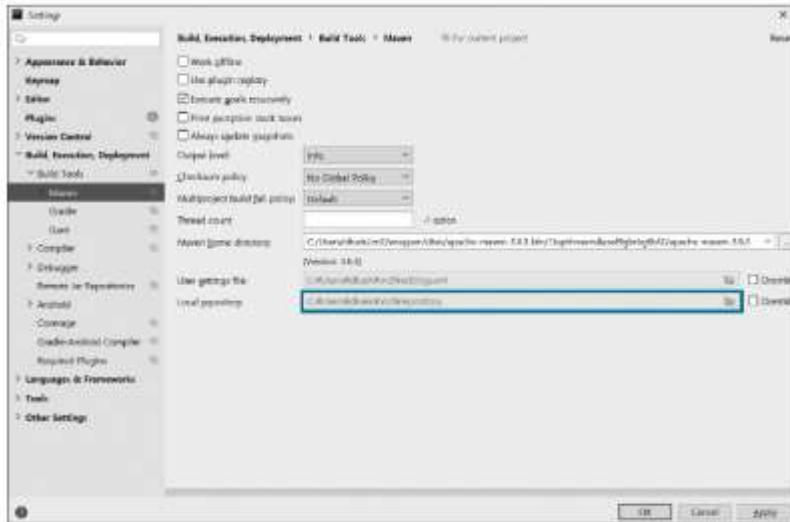 Settings
Build, Execution, Deployment › Build Tools › Maven For current project Reset
Appearance & Behavior
Keymap
Editor
Plugins
Version Control
Build, Execution, Deployment
Build Tools
Maven
Gradle
Gant
Compiler
Debugger
Remote Jar Repositories
Android
Coverage
Gradle-Android Compiler
Required Plugins
Languages & Frameworks
Tools
Other Settings
Work offline
Use plugin registry
Execute goals recursively
Print exception stack traces
Always update snapshots
Output level: Info
Checksum policy: No Global Policy
Multiproject build fail policy: Default
Thread count -T option
Maven home directory:
(Version: 3.6.3)
User settings file: Override
Local repository: Override
OK Cancel Apply